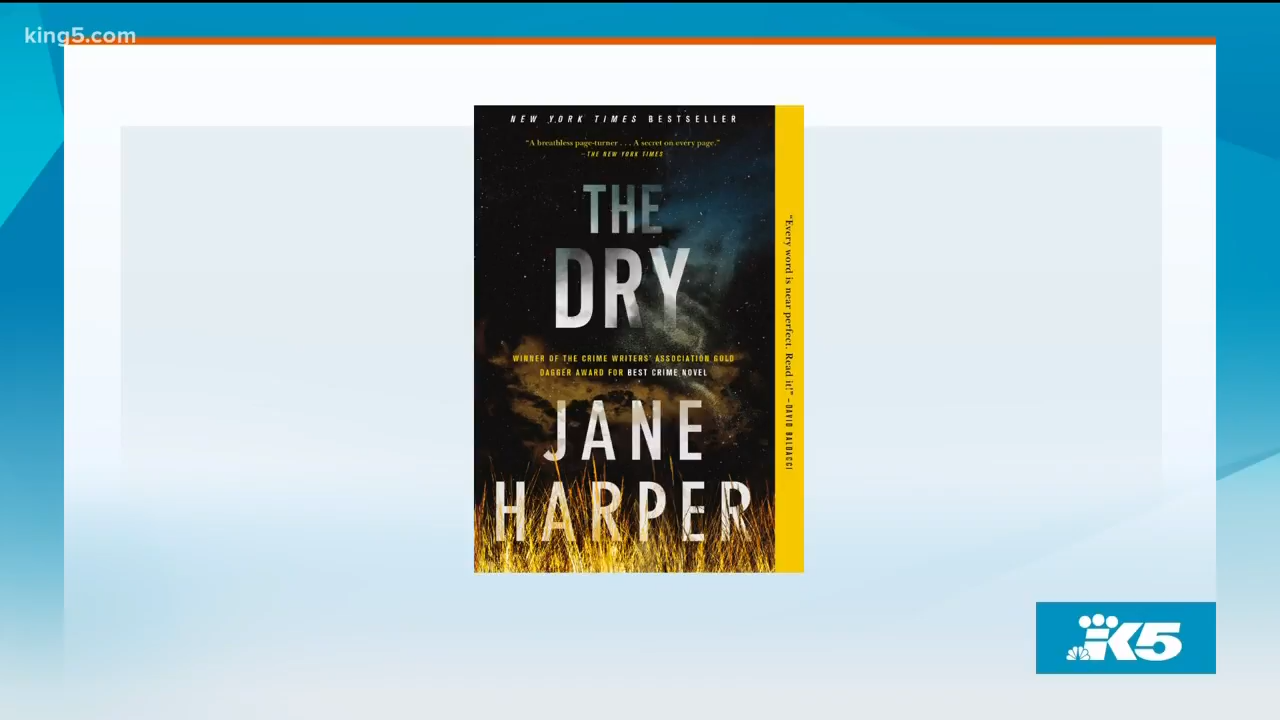 king5.com
NEW YORK TIMES BESTSELLER
“A breathless page-turner . . . A secret on every page.”
—THE NEW YORK TIMES
THE
DRY
WINNER OF THE CRIME WRITERS’ ASSOCIATION GOLD
DAGGER AWARD FOR BEST CRIME NOVEL
JANE
HARPER
“Every word is near perfect. Read it!” —DAVID BALDACCI
K5